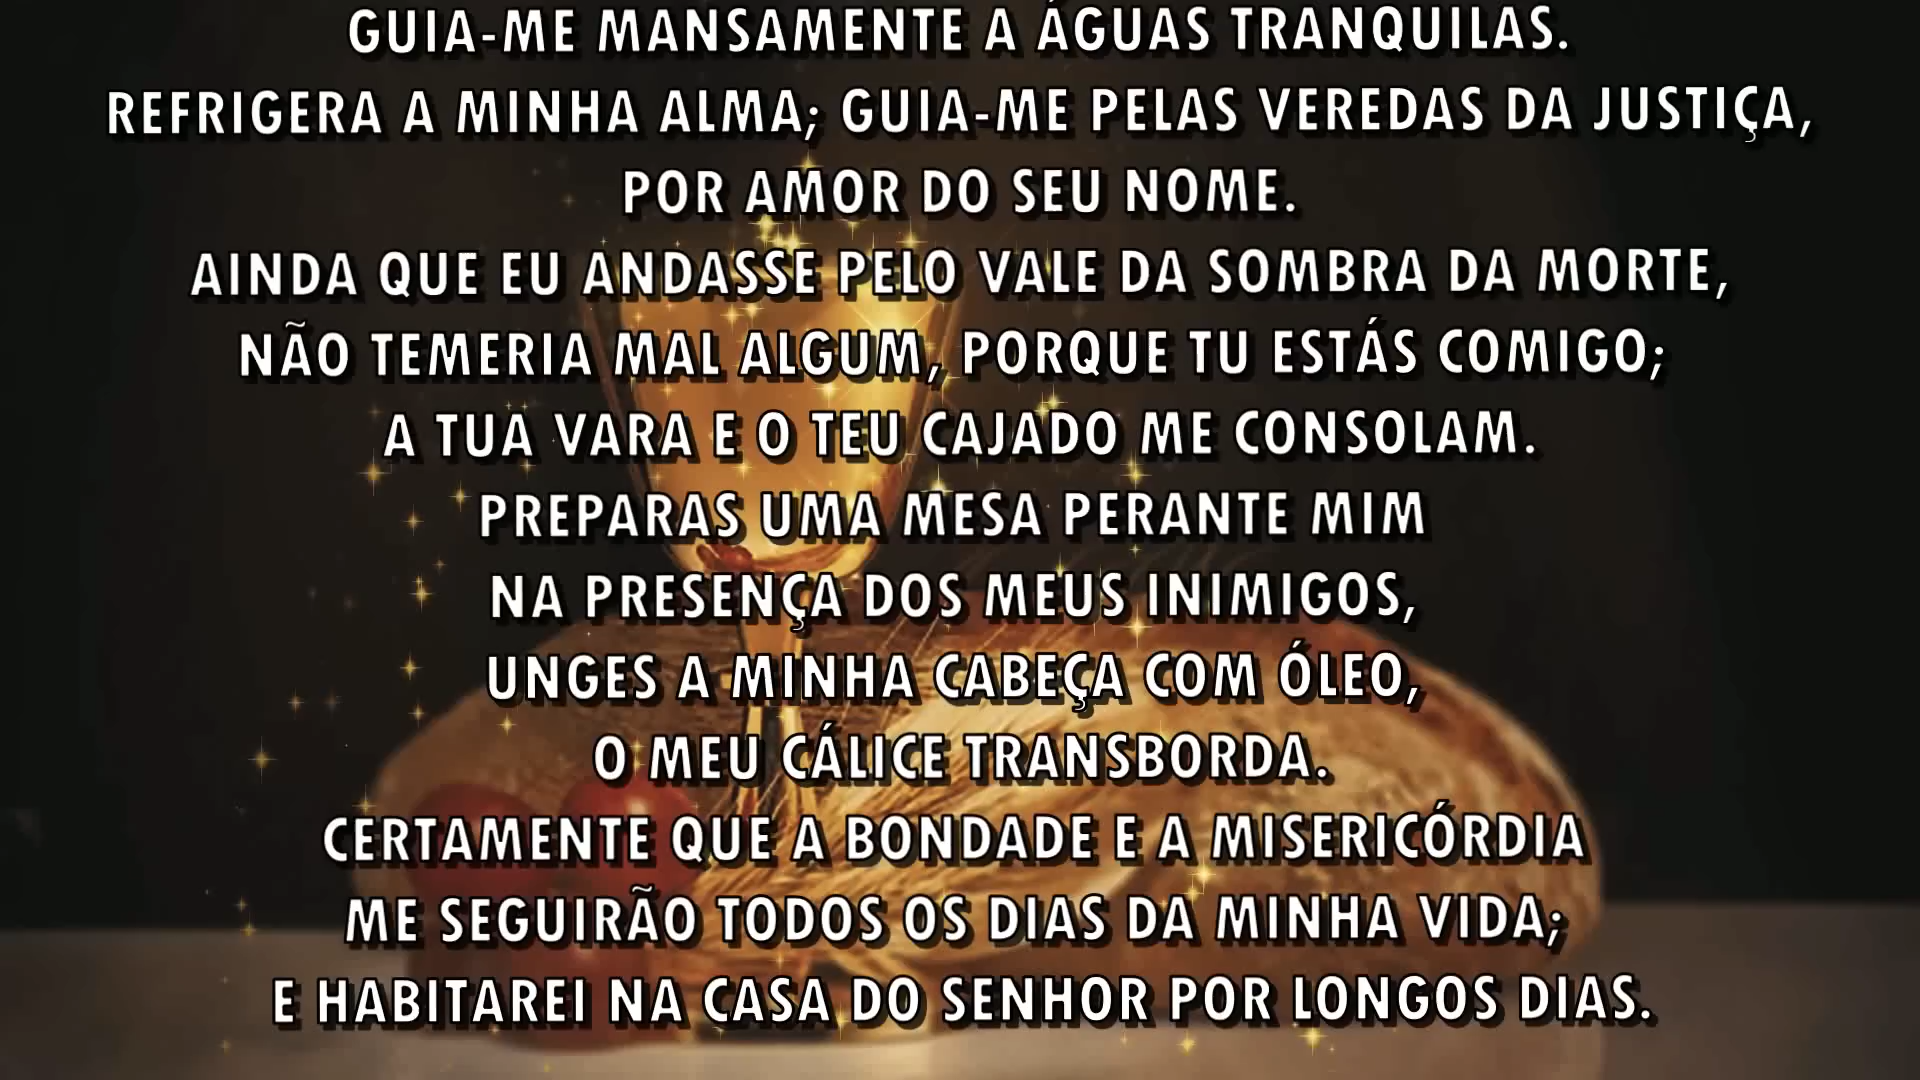 GUIA-ME MANSAMENTE A ÁGUAS TRANQUILAS.
REFRIGERA A MINHA ALMA; GUIA-ME PELAS VEREDAS DA JUSTIÇA,
POR AMOR DO SEU NOME.
AINDA QUE EU ANDASSE PELO VALE DA SOMBRA DA MORTE,
NÃO TEMERIA MAL ALGUM, PORQUE TU ESTÁS COMIGO;
A TUA VARA E O TEU CAJADO ME CONSOLAM.
PREPARAS UMA MESA PERANTE MIM
NA PRESENÇA DOS MEUS INIMIGOS,
UNGES A MINHA CABEÇA COM ÓLEO,
O MEU CÁLICE TRANSBORDA.
CERTAMENTE QUE A BONDADE E A MISERICÓRDIA
ME SEGUIRÃO TODOS OS DIAS DA MINHA VIDA;
E HABITAREI NA CASA DO SENHOR POR LONGOS DIAS.